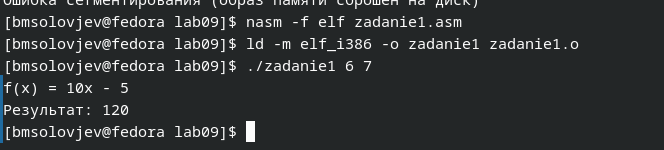 Ошибка сегментирования (образ памяти сброшен на диск)
[bmsolovjev@fedora lab09]$ nasm -f elf zadanie1.asm
[bmsolovjev@fedora lab09]$ ld -m elf_i386 -o zadanie1 zadanie1.o
[bmsolovjev@fedora lab09]$ ./zadanie1 6 7
f(x) = 10x - 5
Результат: 120
[bmsolovjev@fedora lab09]$